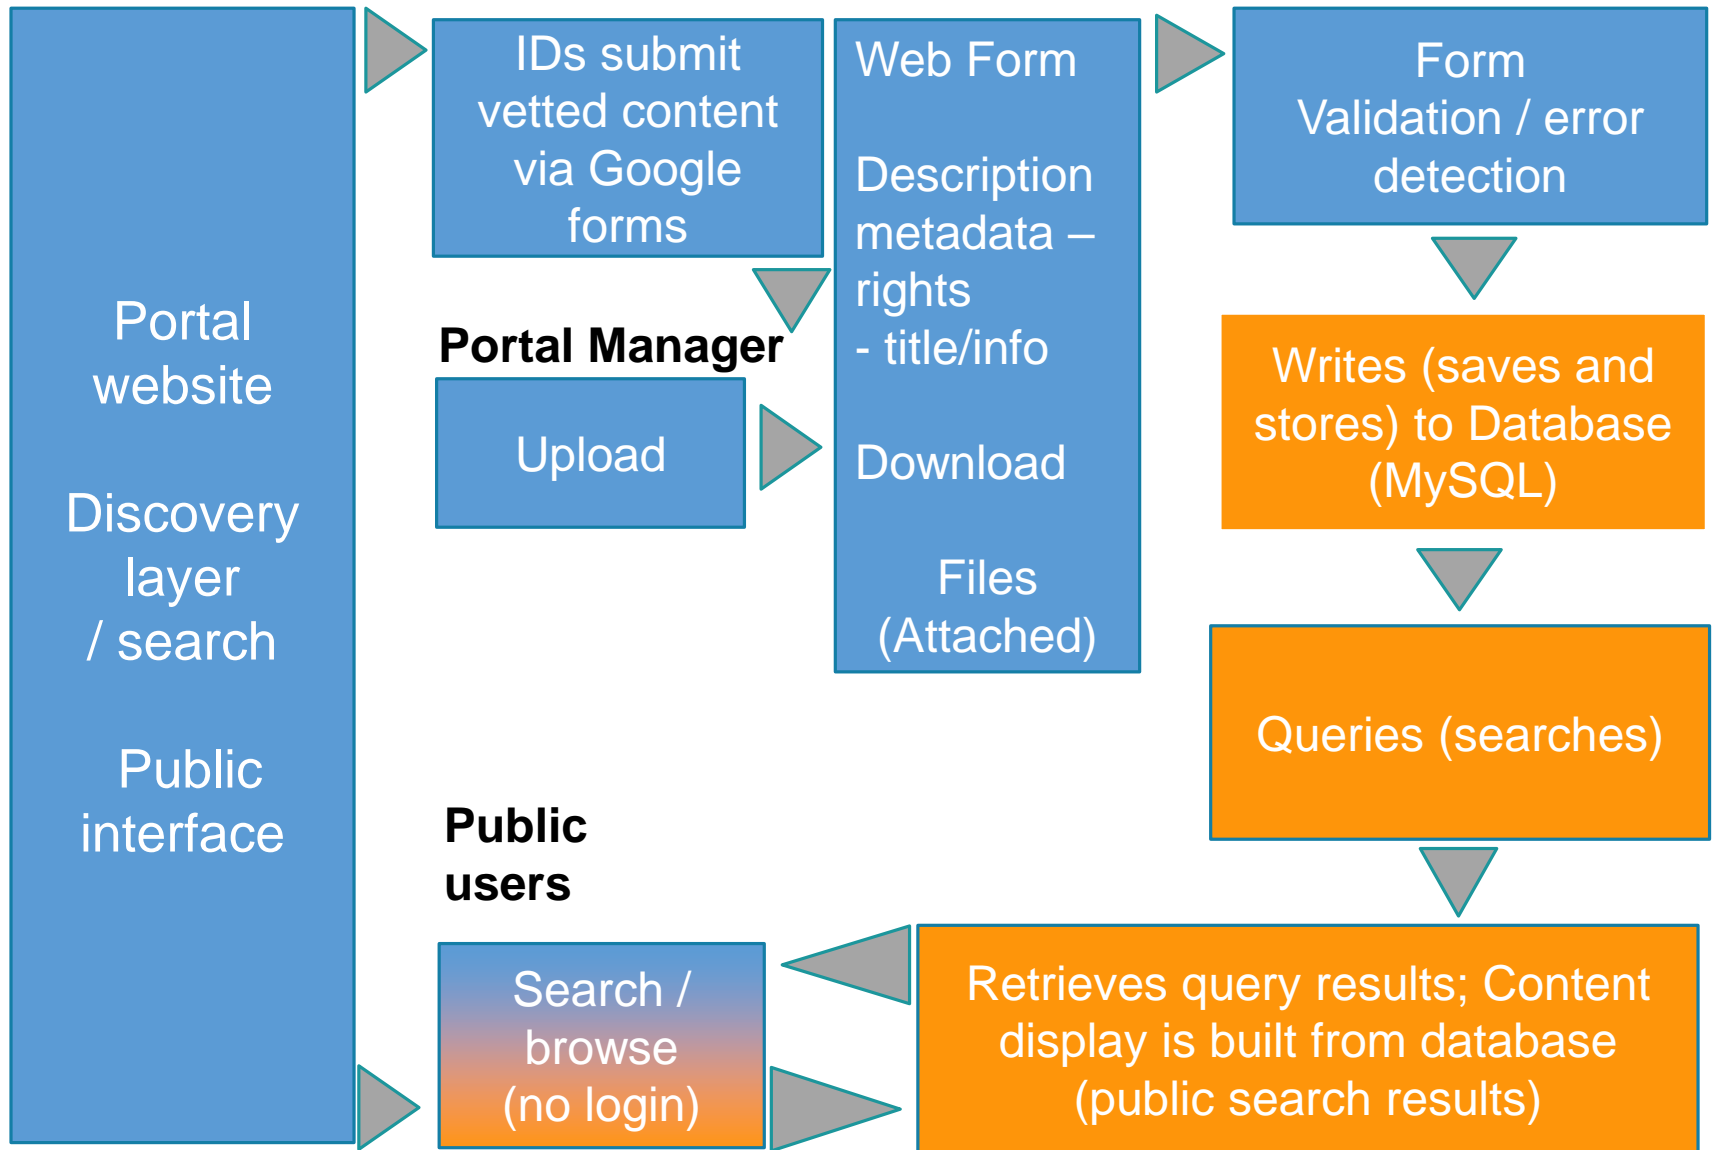 Portal
website
Discovery
layer
/ search
Public
interface
IDs submit
vetted content
via Google
forms
Portal Manager
Upload
Web Form
Description
metadata –
rights
- title/info
Download
Files
(Attached)
Form
Validation / error
detection
Writes (saves and
stores) to Database
(MySQL)
Queries (searches)
Public
users
Search /
browse
(no login)
Retrieves query results; Content
display is built from database
(public search results)